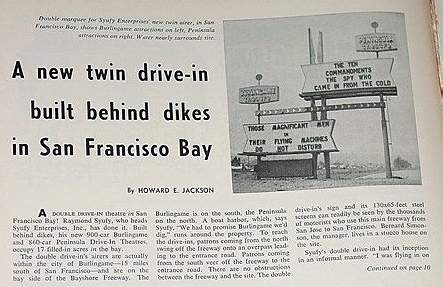 Double marquee for Syufy Enterprises' new twin airer, in San
Francisco Bay, shows Burlingame attractions on left, Peninsula
attractions on right. Water nearly surrounds site.
A new twin drive-in
built behind dikes
in San Francisco Bay
By HOWARD E. JACKSON
THE TEN
COMMANDMENTS
THE SPY WHO
CAME IN FROM THE COLD
THOSE MAGNIFICENT MEN
THEIR FLYING MACHINES
DO NOT DISTURB
A DOUBLE DRIVE-IN theatre in San
Francisco Bay! Raymond Syufy, who heads
Syufy Enterprises, Inc., has done it. Built
behind dikes, his new 900-car Burlingame
and 860-car Peninsula Drive-In Theatres,
occupy 17 filled-in acres in the bay.
The double drive-in's airers are actually
within the city of Burlingame—15 miles
south of San Francisco—and are on the
bay side of the Bayshore Freeway. The
Burlingame is on the south, the Peninsula
on the north. A boat harbor, which, says
Syufy, "We had to promise Burlingame we'd
dig," runs around the property. To reach
the drive-ins, patrons coming from the north
swing off the freeway onto an overpass lead-
ing to the entrance road. Patrons coming
from the south veer off the freeway to the
entrance road. There are no obstructions
between the freeway and the site. The double
drive-in's sign and its 130x65-feet steel
screens can readily be seen by the thousands
of motorists who use this main freeway from
San Jose to San Francisco. Bernard Simon-
son, the manager, lives in a stucco house on
the site.
Syufy's double drive-in had its inception
in an informal manner. "I was flying in on
Continued on page 10